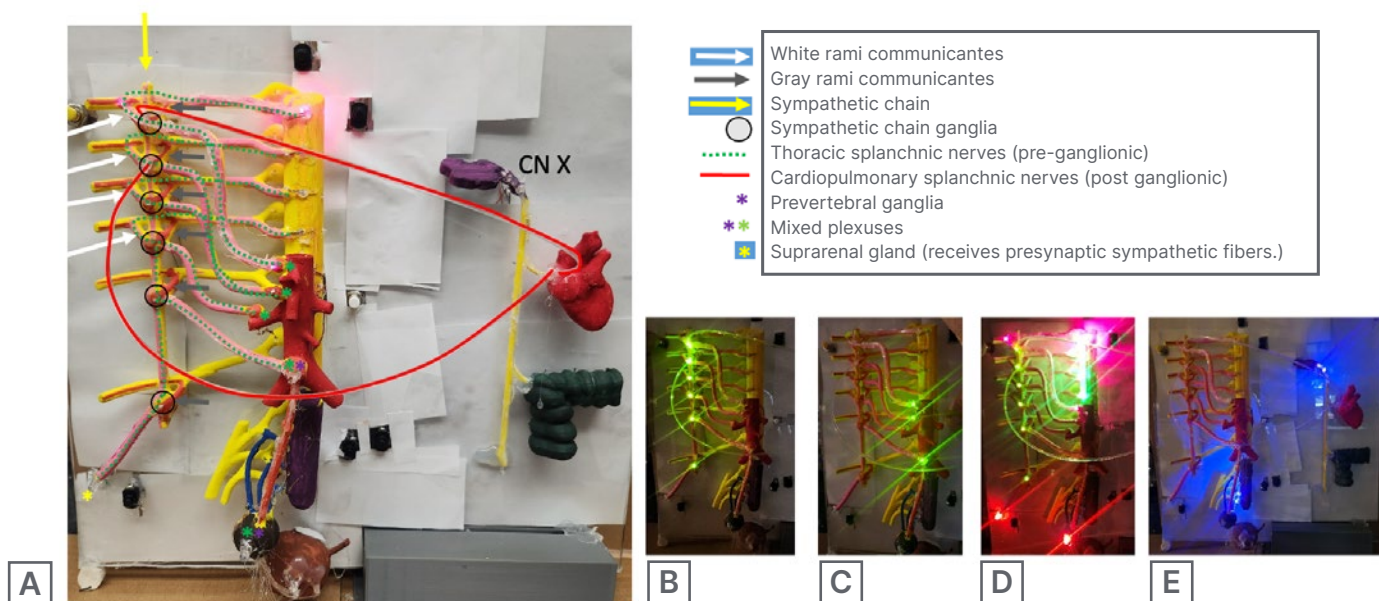 White rami communicantes
Gray rami communicantes
Sympathetic chain
Sympathetic chain ganglia
Thoracic splanchnic nerves (pre-ganglionic)
Cardiopulmonary splanchnic nerves (post ganglionic)
Prevertebral ganglia
Mixed plexuses
Suprarenal gland (receives presynaptic sympathetic fibers.)
CN X
A
B
C
D
E